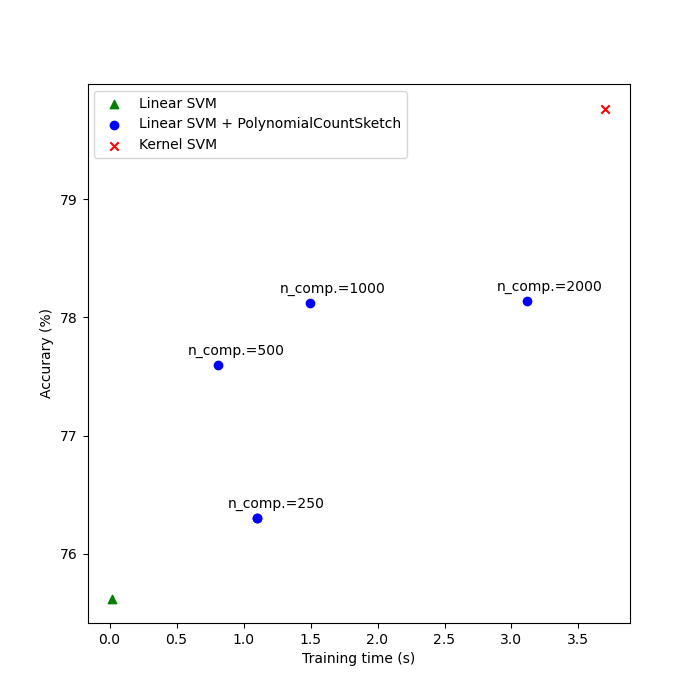 Linear SVM
Linear SVM + PolynomialCountSketch
Kernel SVM
79
78
77
76
Accurary (%)
n_comp.=2000
n_comp.=1000
n_comp.=500
n_comp.=250
0.0 0.5 1.0 1.5 2.0 2.5 3.0 3.5
Training time (s)